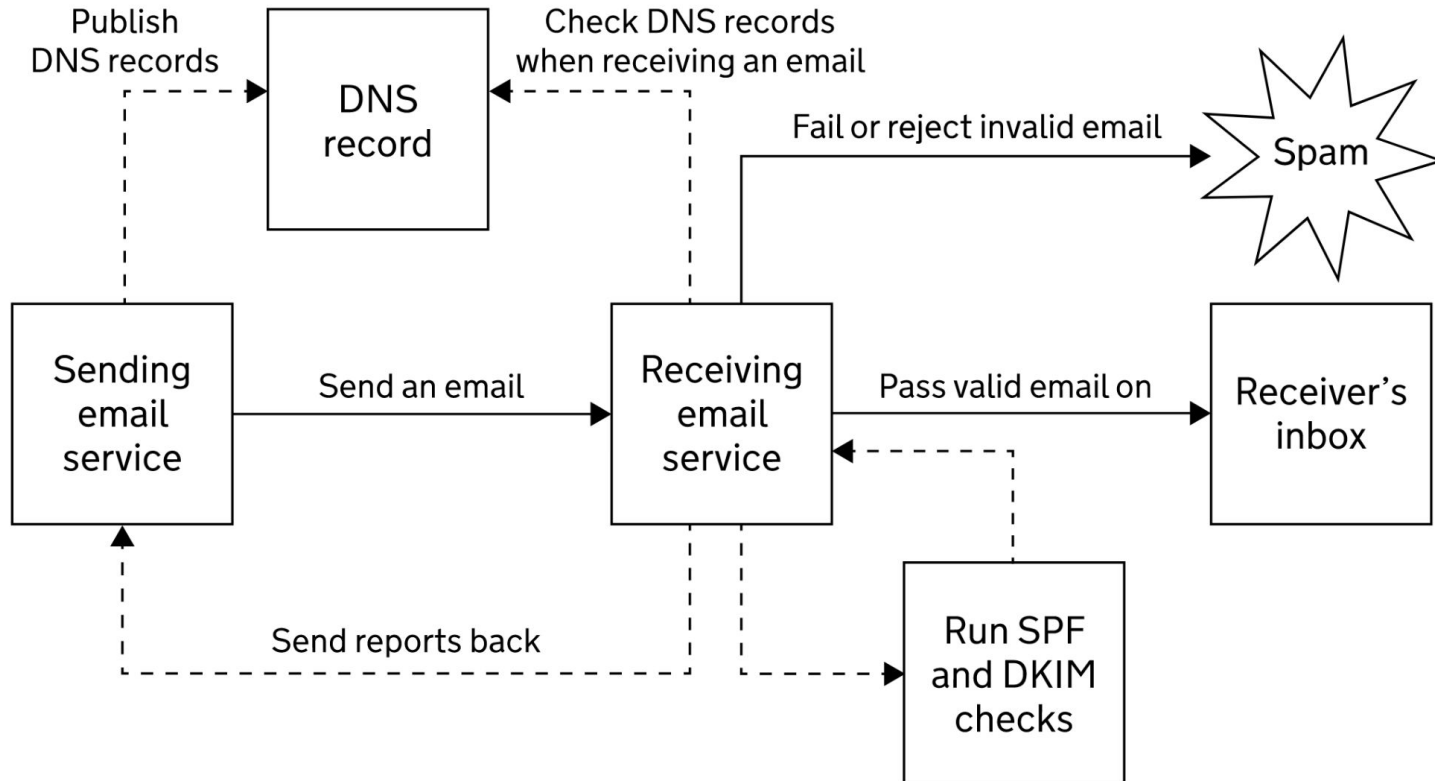 Publish
DNS records
DNS
record
Check DNS records
when receiving an email
Fail or reject invalid email
Spam
Sending
email
service
Send an email
Receiving
email
service
Pass valid email on
Receiver’s
inbox
Send reports back
Run SPF
and DKIM
checks